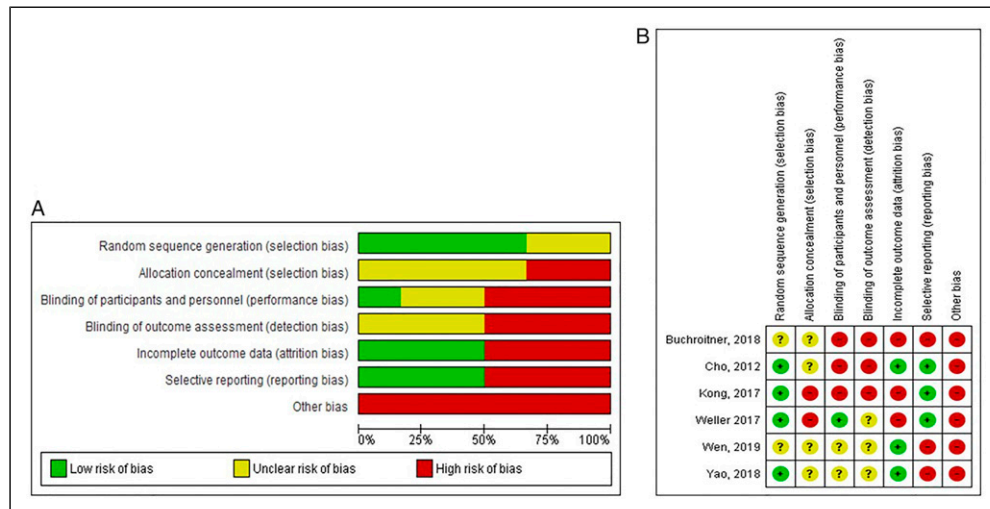 A
Random sequence generation (selection bias)
Allocation concealment (selection bias)
Blinding of participants and personnel (performance bias)
Blinding of outcome assessment (detection bias)
Incomplete outcome data (attrition bias)
Selective reporting (reporting bias)
Other bias
0% 25% 50% 75% 100%
Low risk of bias Unclear risk of bias High risk of bias
B
Random sequence generation (selection bias)
Allocation concealment (selection bias)
Blinding of participants and personnel (performance bias)
Blinding of outcome assessment (detection bias)
Incomplete outcome data (attrition bias)
Selective reporting (reporting bias)
Other bias
Buchroitner, 2018 ? ? - - - - -
Cho, 2012 + ? - - + + -
Kong, 2017 + - - - - + -
Weller 2017 + - + ? - + -
Wen, 2019 ? ? ? ? + - -
Yao, 2018 + ? ? ? + - -